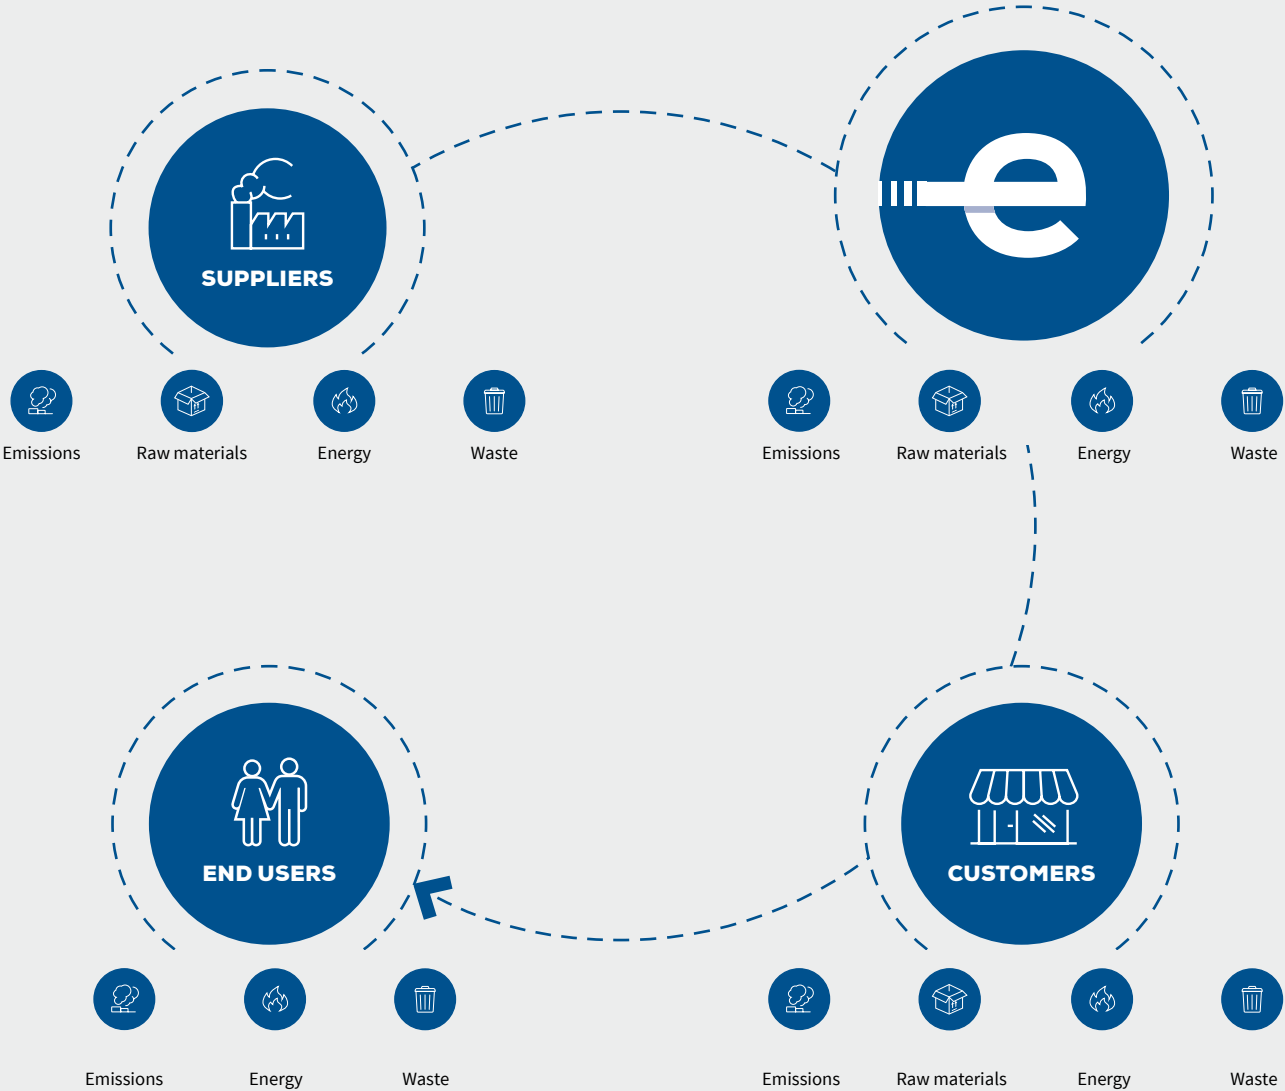 e
SUPPLIERS
Emissions Raw materials Energy Waste
Emissions Raw materials Energy Waste
END USERS
CUSTOMERS
Emissions Energy Waste
Emissions Raw materials Energy Waste